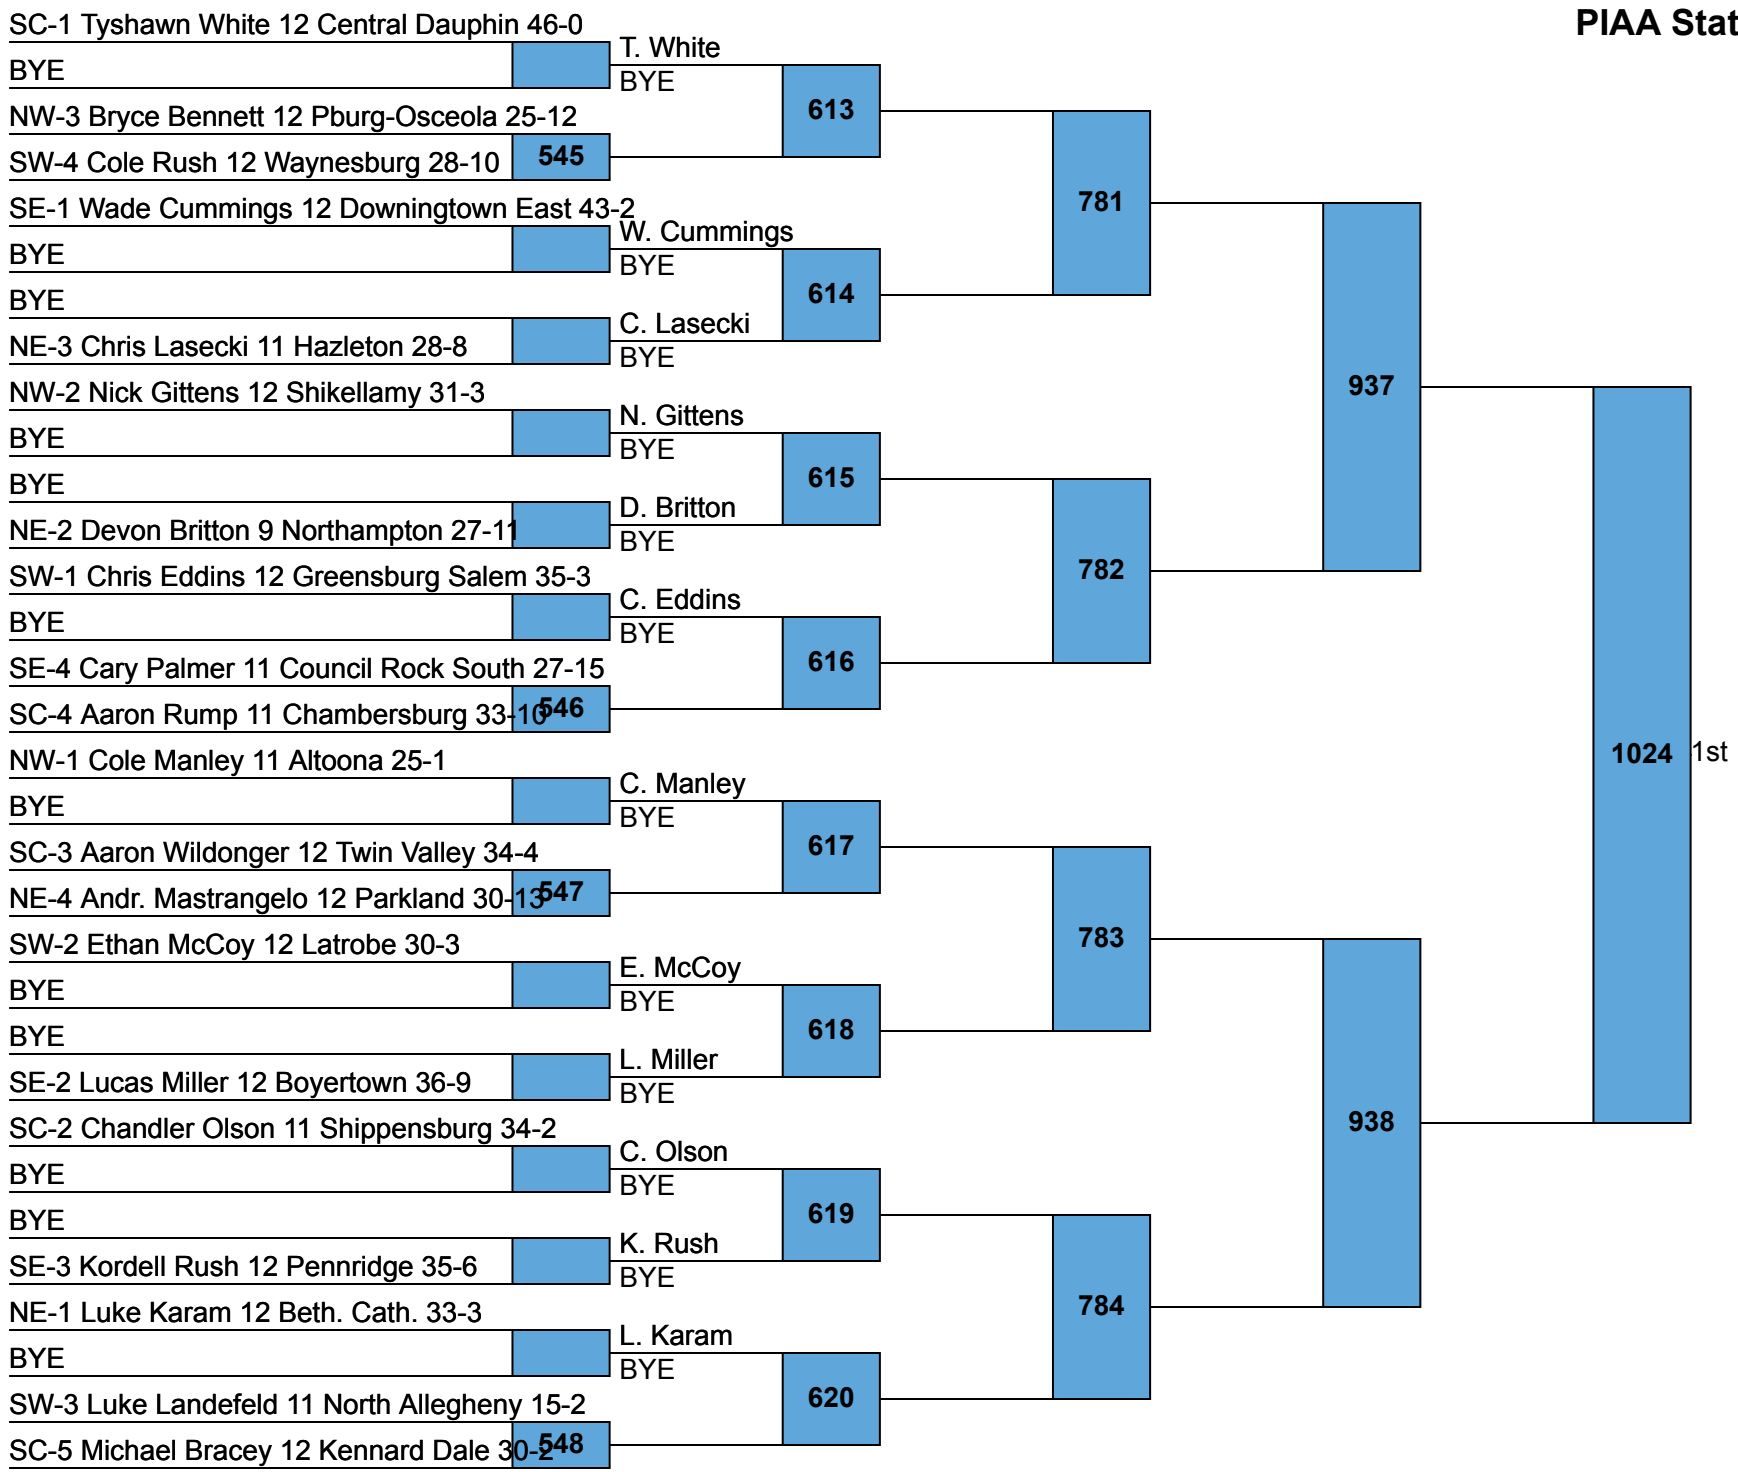 PIAA Stat
SC-1 Tyshawn White 12 Central Dauphin 46-0
BYE
T. White
BYE
613
NW-3 Bryce Bennett 12 Pburg-Osceola 25-12
SW-4 Cole Rush 12 Waynesburg 28-10
545
781
SE-1 Wade Cummings 12 Downingtown East 43-2
BYE
W. Cummings
BYE
614
BYE
NE-3 Chris Lasecki 11 Hazleton 28-8
C. Lasecki
BYE
937
NW-2 Nick Gittens 12 Shikellamy 31-3
BYE
N. Gittens
BYE
615
BYE
NE-2 Devon Britton 9 Northampton 27-11
D. Britton
BYE
782
SW-1 Chris Eddins 12 Greensburg Salem 35-3
BYE
C. Eddins
BYE
616
SE-4 Cary Palmer 11 Council Rock South 27-15
SC-4 Aaron Rump 11 Chambersburg 33-10
546
1024
1st
NW-1 Cole Manley 11 Altoona 25-1
BYE
C. Manley
BYE
617
SC-3 Aaron Wildonger 12 Twin Valley 34-4
NE-4 Andr. Mastrangelo 12 Parkland 30-13
547
783
SW-2 Ethan McCoy 12 Latrobe 30-3
BYE
E. McCoy
BYE
618
BYE
SE-2 Lucas Miller 12 Boyertown 36-9
L. Miller
BYE
938
SC-2 Chandler Olson 11 Shippensburg 34-2
BYE
C. Olson
BYE
619
BYE
SE-3 Kordell Rush 12 Pennridge 35-6
K. Rush
BYE
784
NE-1 Luke Karam 12 Beth. Cath. 33-3
BYE
L. Karam
BYE
620
SW-3 Luke Landefeld 11 North Allegheny 15-2
SC-5 Michael Bracey 12 Kennard Dale 30-2
548